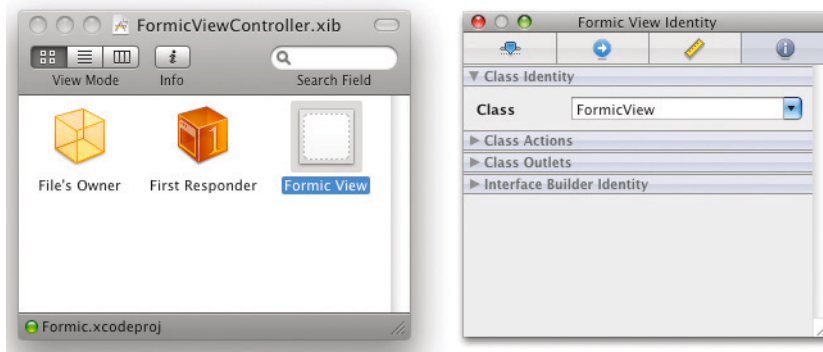 FormicViewController.xib
View Mode
Info
Search Field
File's Owner
First Responder
1
Formic View
Formic.xcodeproj
Formic View Identity
Class Identity
Class FormicView
Class Actions
Class Outlets
Interface Builder Identity